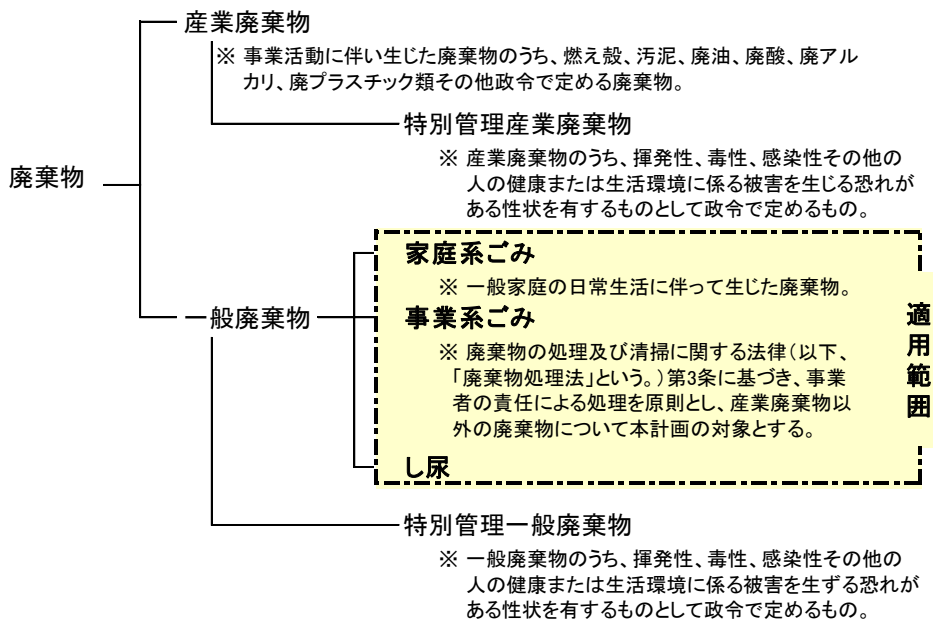 産業廃棄物
※ 事業活動に伴い生じた廃棄物のうち、燃え殻、汚泥、廃油、廃酸、廃アル
カリ、廃プラスチック類その他政令で定める廃棄物。
特別管理産業廃棄物
※ 産業廃棄物のうち、揮発性、毒性、感染性その他の
人の健康または生活環境に係る被害を生じる恐れが
ある性状を有するものとして政令で定めるもの。
廃棄物
家庭系ごみ
※ 一般家庭の日常生活に伴って生じた廃棄物。
一般廃棄物
事業系ごみ
※ 廃棄物の処理及び清掃に関する法律（以下、
「廃棄物処理法」という。）第3条に基づき、事業
者の責任による処理を原則とし、産業廃棄物以
外の廃棄物について本計画の対象とする。
適用範囲
し尿
特別管理一般廃棄物
※ 一般廃棄物のうち、揮発性、毒性、感染性その他の
人の健康または生活環境に係る被害を生ずる恐れが
ある性状を有するものとして政令で定めるもの。